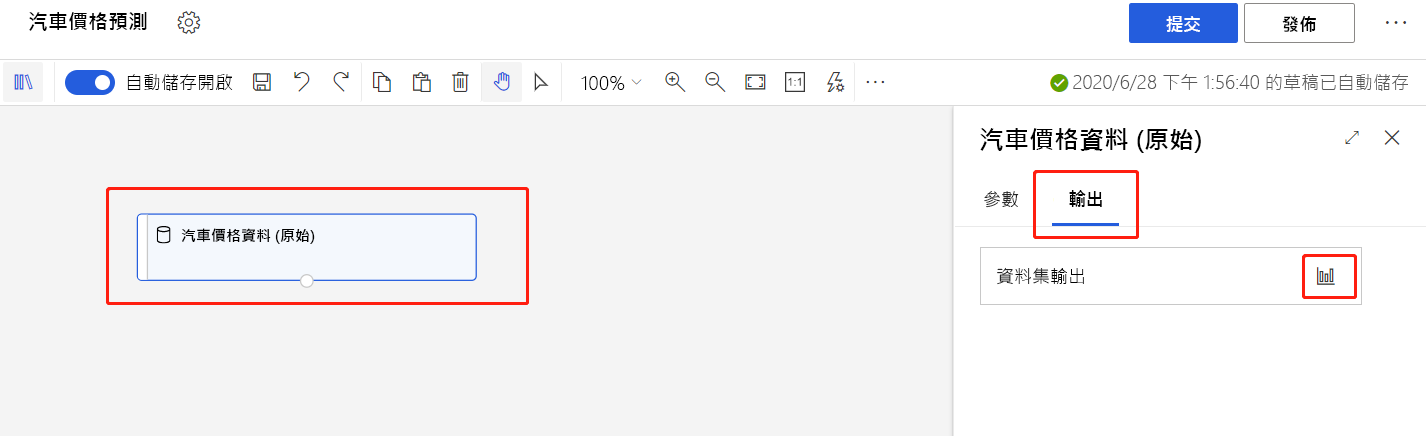 汽車價格預測
提交
發佈
自動儲存開啟
100%
1:1
2020/6/28 下午 1:56:40 的草稿已自動儲存
汽車價格資料 (原始)
汽車價格資料 (原始)
參數
輸出
資料集輸出